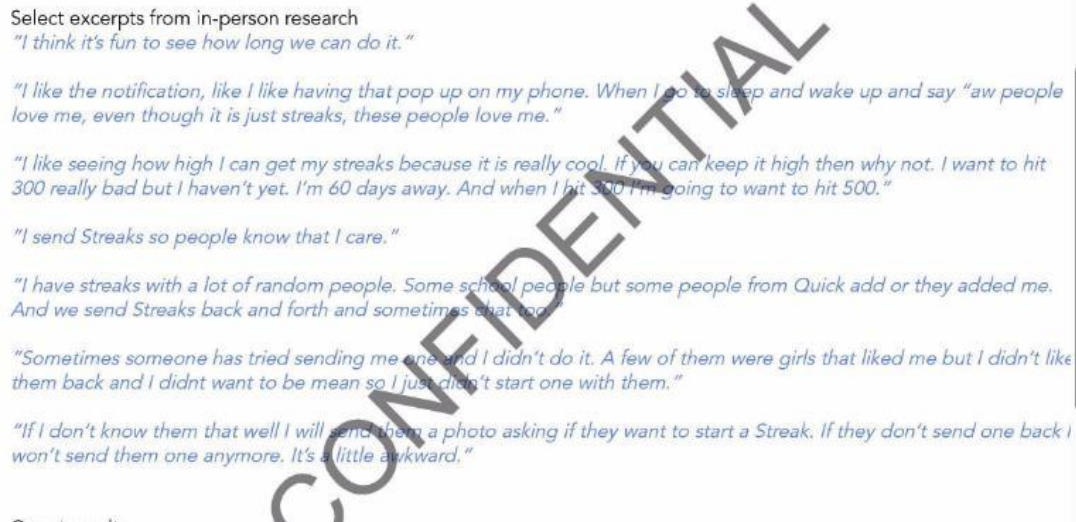 Select excerpts from in-person research
"I think it's fun to see how long we can do it."
"I like the notification, like I like having that pop up on my phone. When I go to sleep and wake up and say "aw people
love me, even though it is just streaks, these people love me."
"I like seeing how high I can get my streaks because it is really cool. If you can keep it high then why not. I want to hit
300 really bad but I haven't yet. I'm 60 days away. And when I hit 300 I'm going to want to hit 500."
"I send Streaks so people know that I care."
"I have streaks with a lot of random people. Some school people but some people from Quick add or they added me.
And we send Streaks back and forth and sometimes chat too."
"Sometimes someone has tried sending me one and I didn't do it. A few of them were girls that liked me but I didn't like
them back and I didnt want to be mean so I just didn't start one with them."
"If I don't know them that well I will send them a photo asking if they want to start a Streak. If they don't send one back I
won't send them one anymore. It's a little awkward."
CONFIDENTIAL